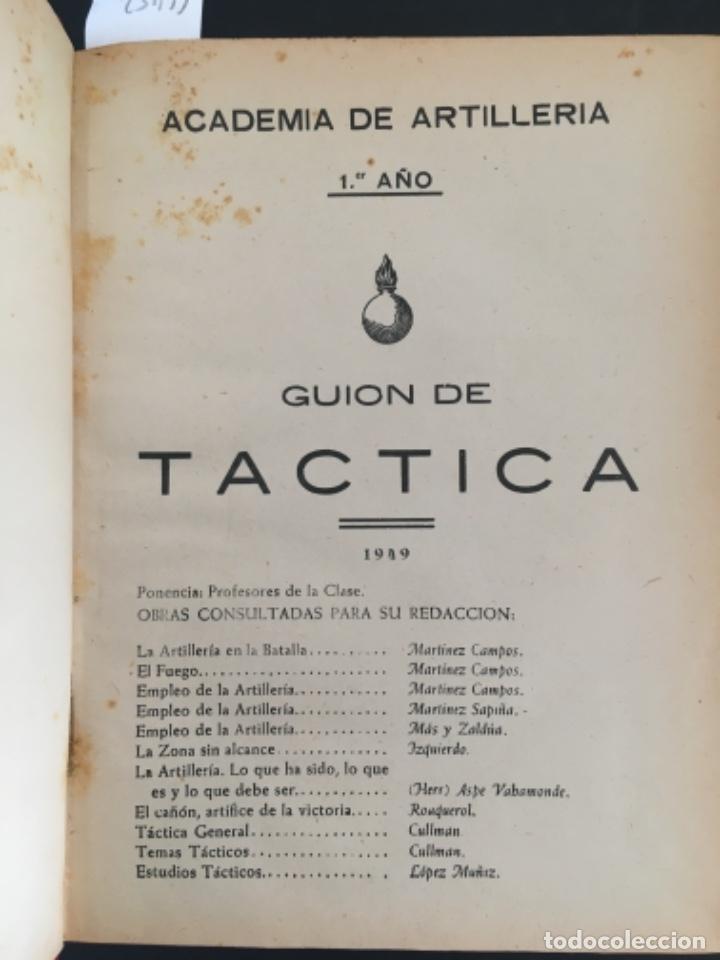 ACADEMIA DE ARTILLERIA
1.er AÑO
GUION DE
TACTICA
1949
Ponencia: Profesores de la Clase.
OBRAS CONSULTADAS PARA SU REDACCION:
La Artillería en la Batalla.......... Martínez Campos.
El Fuego....................... Martínez Campos.
Empleo de la Artillería............ Martínez Campos.
Empleo de la Artillería............ Martínez Sapiña. -
Empleo de la Artillería............ Más y Zaldúa.
La Zona sin alcance.............. Izquierdo.
La Artillería. Lo que ha sido, lo que
es y lo que debe ser............ (Herr) Aspe Vahamonde.
El cañón, artífice de la victoria..... Rouquerol.
Táctica General................. Cullman
Temas Tácticos................. Cullman.
Estudios Tácticos................ López Muñiz.
todocoleccion